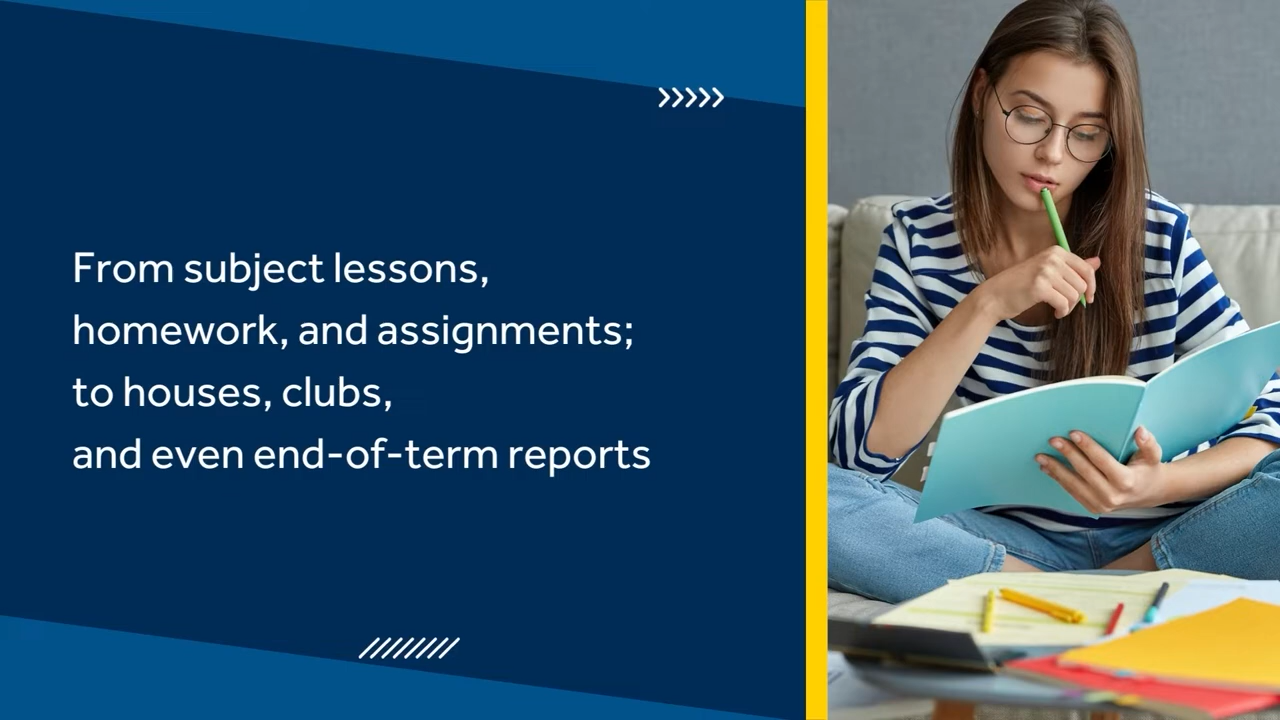 From subject lessons,
homework, and assignments;
to houses, clubs,
and even end-of-term reports